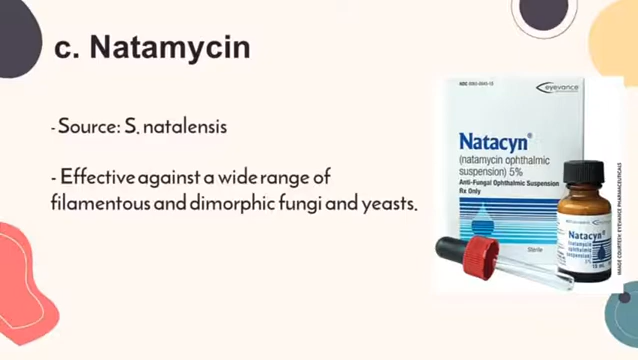 c. Natamycin
- Source: S. natalensis
- Effective against a wide range of
filamentous and dimorphic fungi and yeasts.
eyevance
Natacyn®
(natamycin ophthalmic
suspension) 5%
Anti-Fungal Ophthalmic Suspension
Rx Only
Sterile
Natacyn
IMAGE COURTESY: EYEVANCE PHARMACEUTICALS